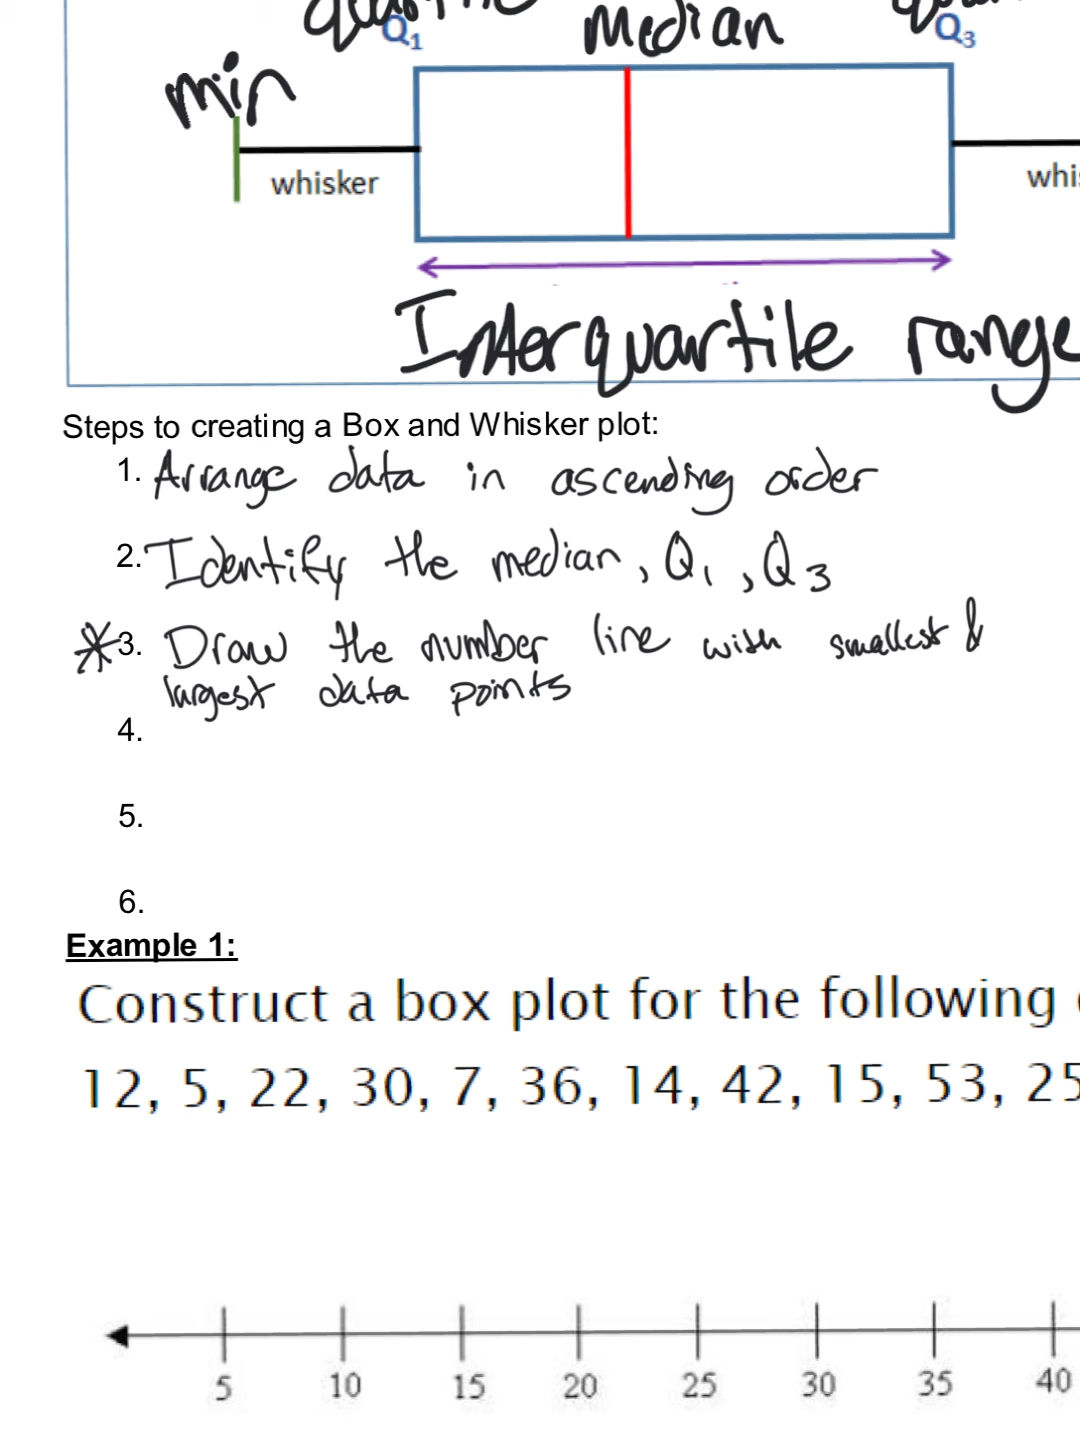 Q1
median
Q3
min
whisker
Interquartile range
Steps to creating a Box and Whisker plot:
1. Arrange data in ascending order
2. Identify the median, Q1, Q3
*3. Draw the number line with smallest &
largest data points
4.
5.
6.
Example 1:
Construct a box plot for the following
12, 5, 22, 30, 7, 36, 14, 42, 15, 53, 25
5 10 15 20 25 30 35 40